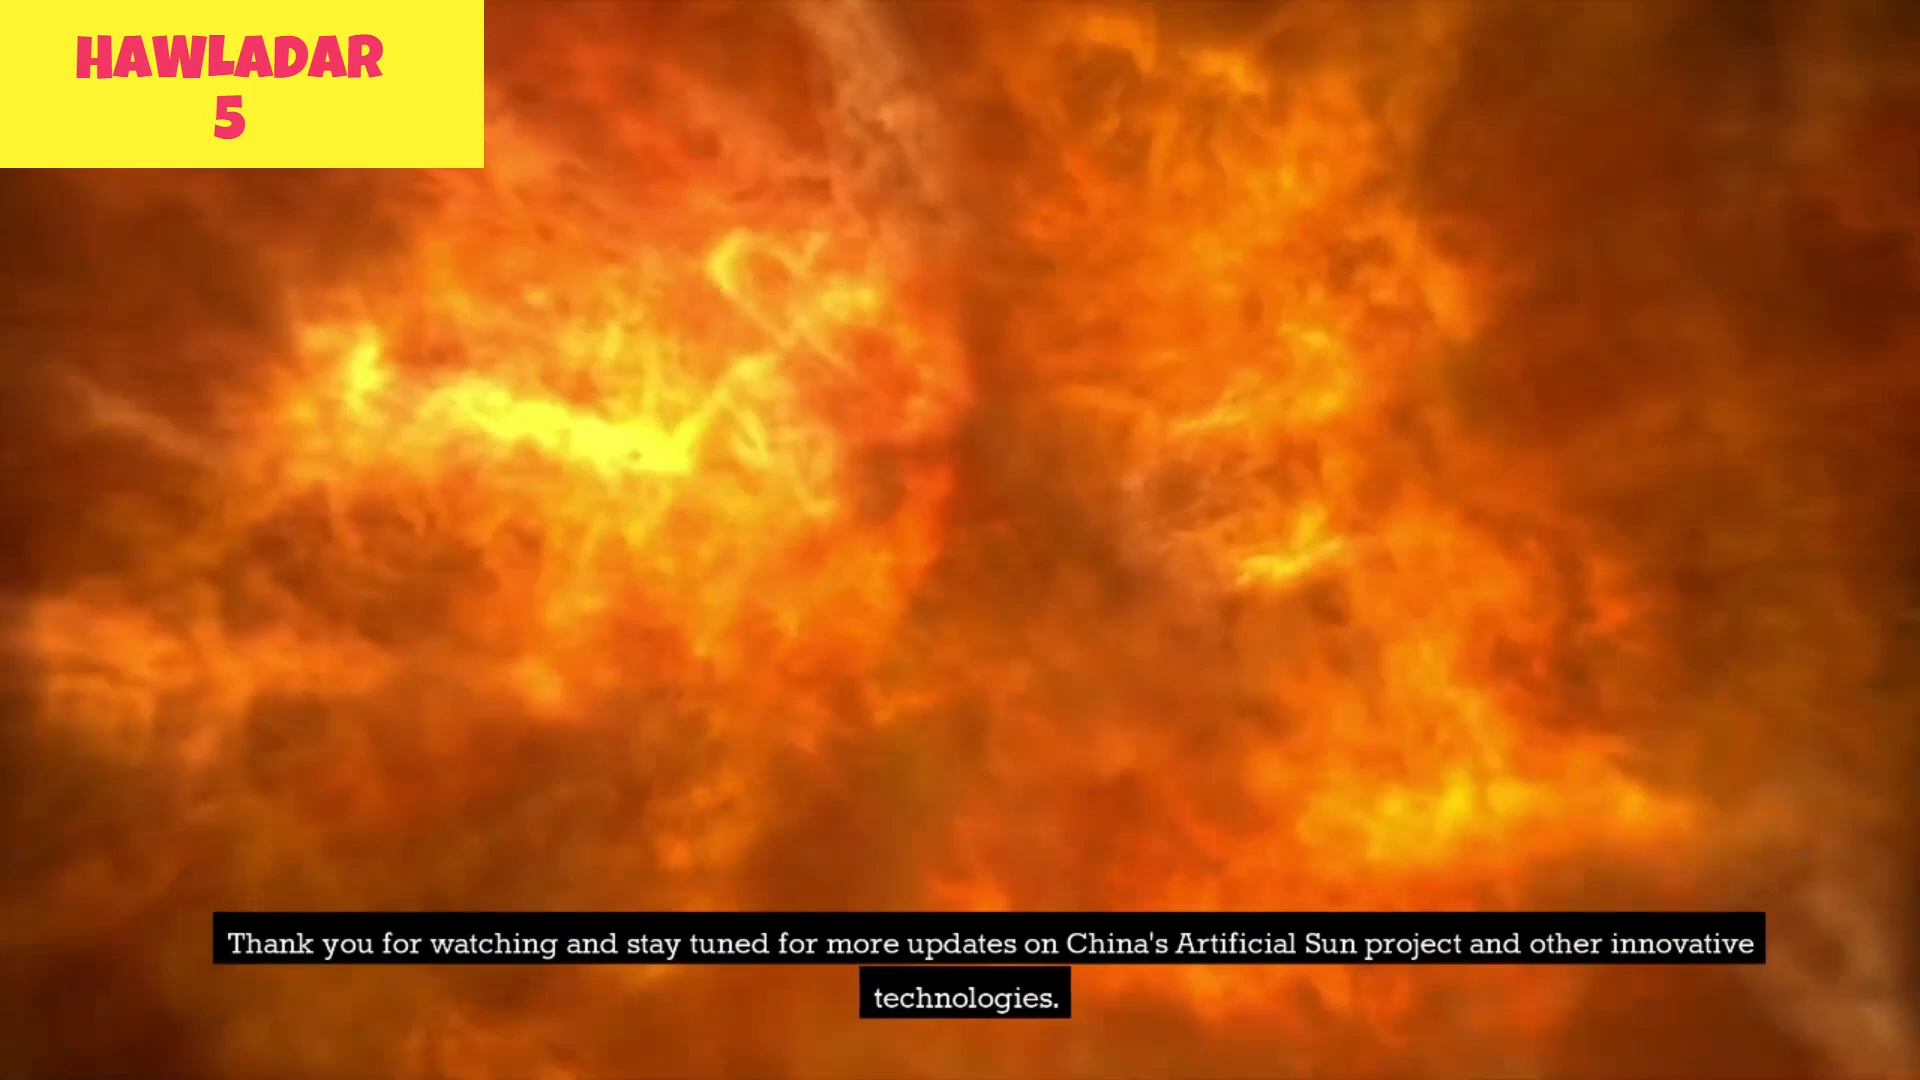 HAWLADAR
5
Thank you for watching and stay tuned for more updates on China's Artificial Sun project and other innovative
technologies.